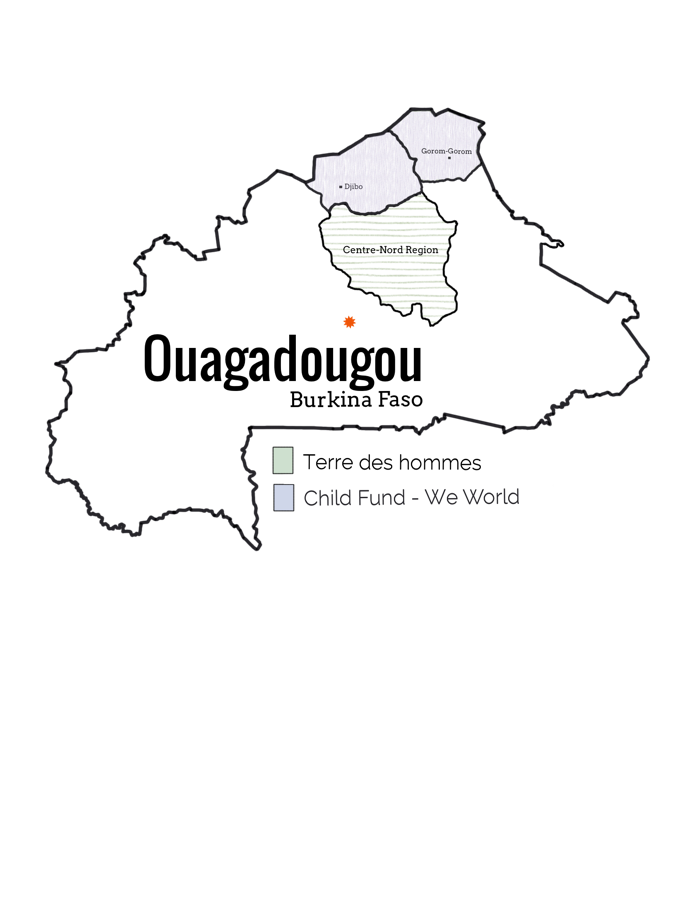 Gorom-Gorom
Djibo
Centre-Nord Region
Ouagadougou
Burkina Faso
Terre des hommes
Child Fund - We World